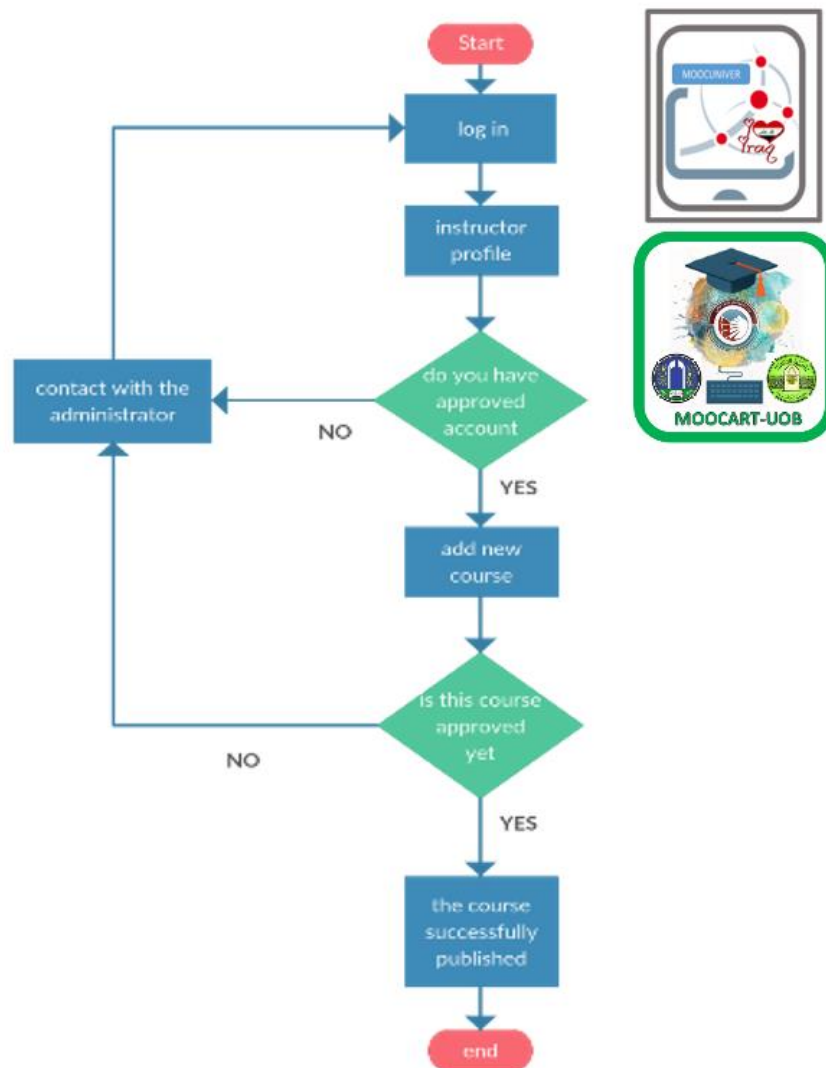 Start
log in
instructor
profile
do you have
approved
account
NO
contact with the
administrator
YES
add new
course
is this course
approved
yet
NO
YES
the course
successfully
published
end
MOOCUNIVER
I
Iraq
MOOCART-UOB